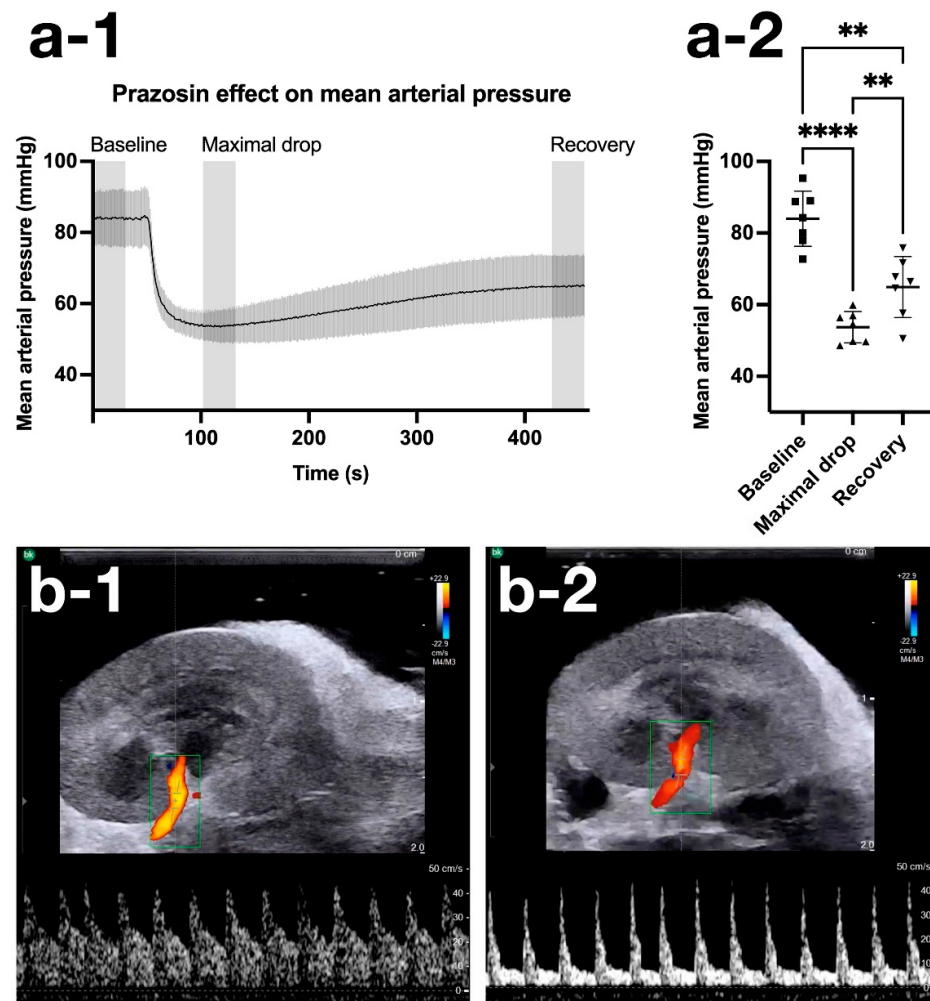 a-1
Prazosin effect on mean arterial pressure
Baseline
Maximal drop
Recovery
Mean arterial pressure (mmHg)
100
80
60
40
100
200
300
400
Time (s)
a-2
**
**
****
Mean arterial pressure (mmHg)
100
80
60
40
Baseline
Maximal drop
Recovery
b-1
bk
0 cm
+22.9
-22.9
cm/s
M4/M3
1
2.0
50 cm/s
40
30
20
10
0
b-2
bk
0 cm
+22.9
-22.9
cm/s
M4/M3
1
2.0
50 cm/s
40
30
20
10
0